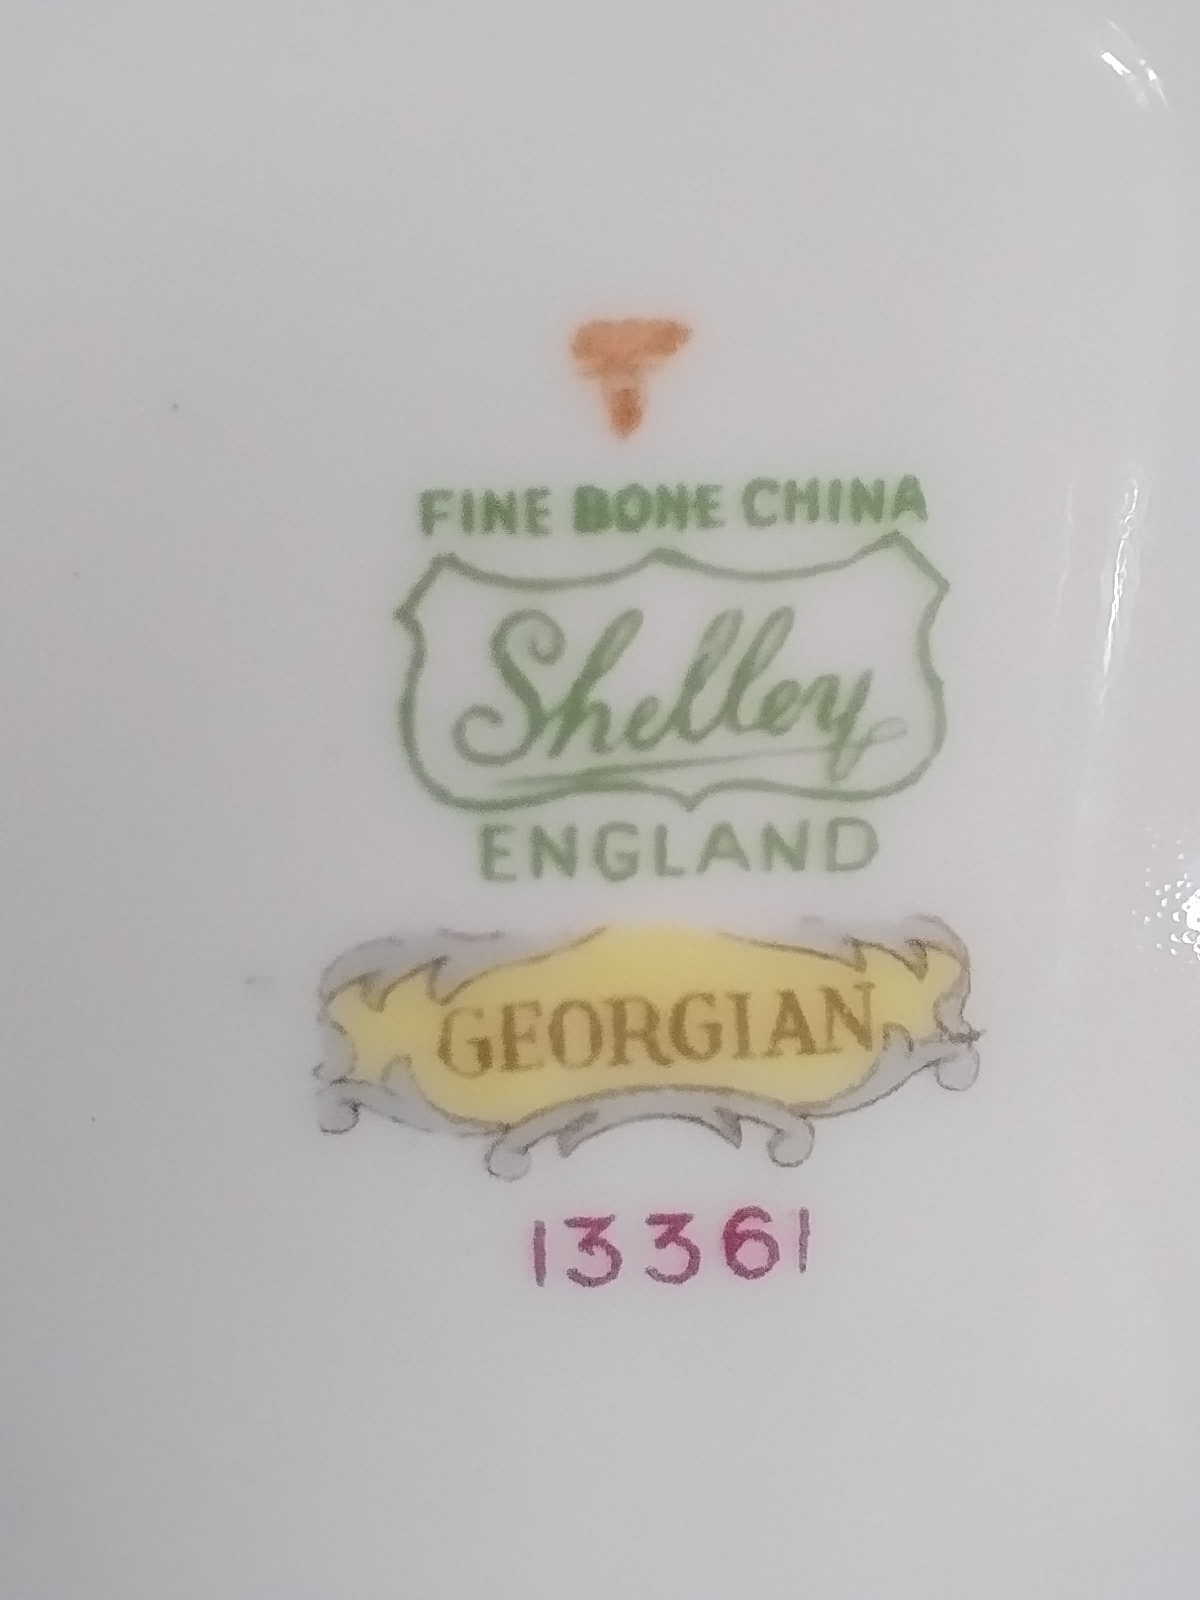 T
FINE BONE CHINA
Shelley
ENGLAND
GEORGIAN
13361